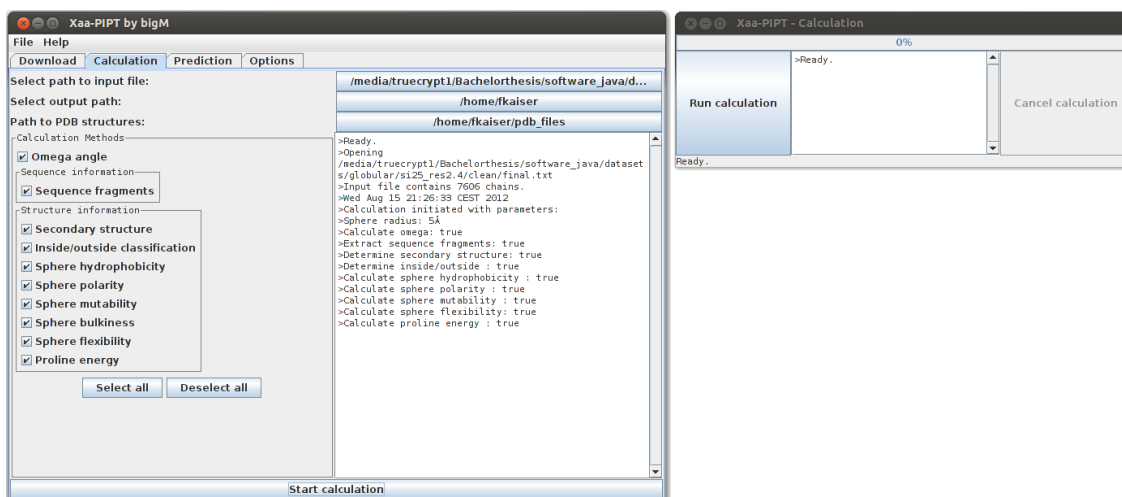 Xaa-PIPT by bigM
File Help
Download Calculation Prediction Options
Select path to input file: /media/truecrypt1/Bachelorthesis/software_java/d...
Select output path: /home/fkaiser
Path to PDB structures: /home/fkaiser/pdb_files
Calculation Methods
Omega angle
Sequence information
Sequence fragments
Structure information
Secondary structure
Inside/outside classification
Sphere hydrophobicity
Sphere polarity
Sphere mutability
Sphere bulkiness
Sphere flexibility
Proline energy
Select all Deselect all
>Ready.
>Opening
/media/truecrypt1/Bachelorthesis/software_java/dataset
s/globular/si25_res2.4/clean/final.txt
>Input file contains 7606 chains.
>Wed Aug 15 21:26:33 CEST 2012
>Calculation initiated with parameters:
>Sphere radius: 5Å
>Calculate omega: true
>Extract sequence fragments: true
>Determine secondary structure: true
>Determine inside/outside : true
>Calculate sphere hydrophobicity : true
>Calculate sphere polarity : true
>Calculate sphere mutability : true
>Calculate sphere flexibility: true
>Calculate proline energy : true
Start calculation
Xaa-PIPT - Calculation
0%
Run calculation
>Ready.
Cancel calculation
Ready.